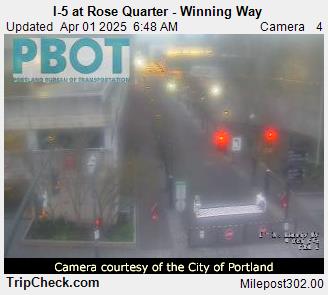 I-5 at Rose Quarter - Winning Way
Updated Apr 01 2025 6:48 AM Camera 4
PBOT
PORTLAND BUREAU OF TRANSPORTATION
Camera courtesy of the City of Portland
TripCheck.com Milepost302.00